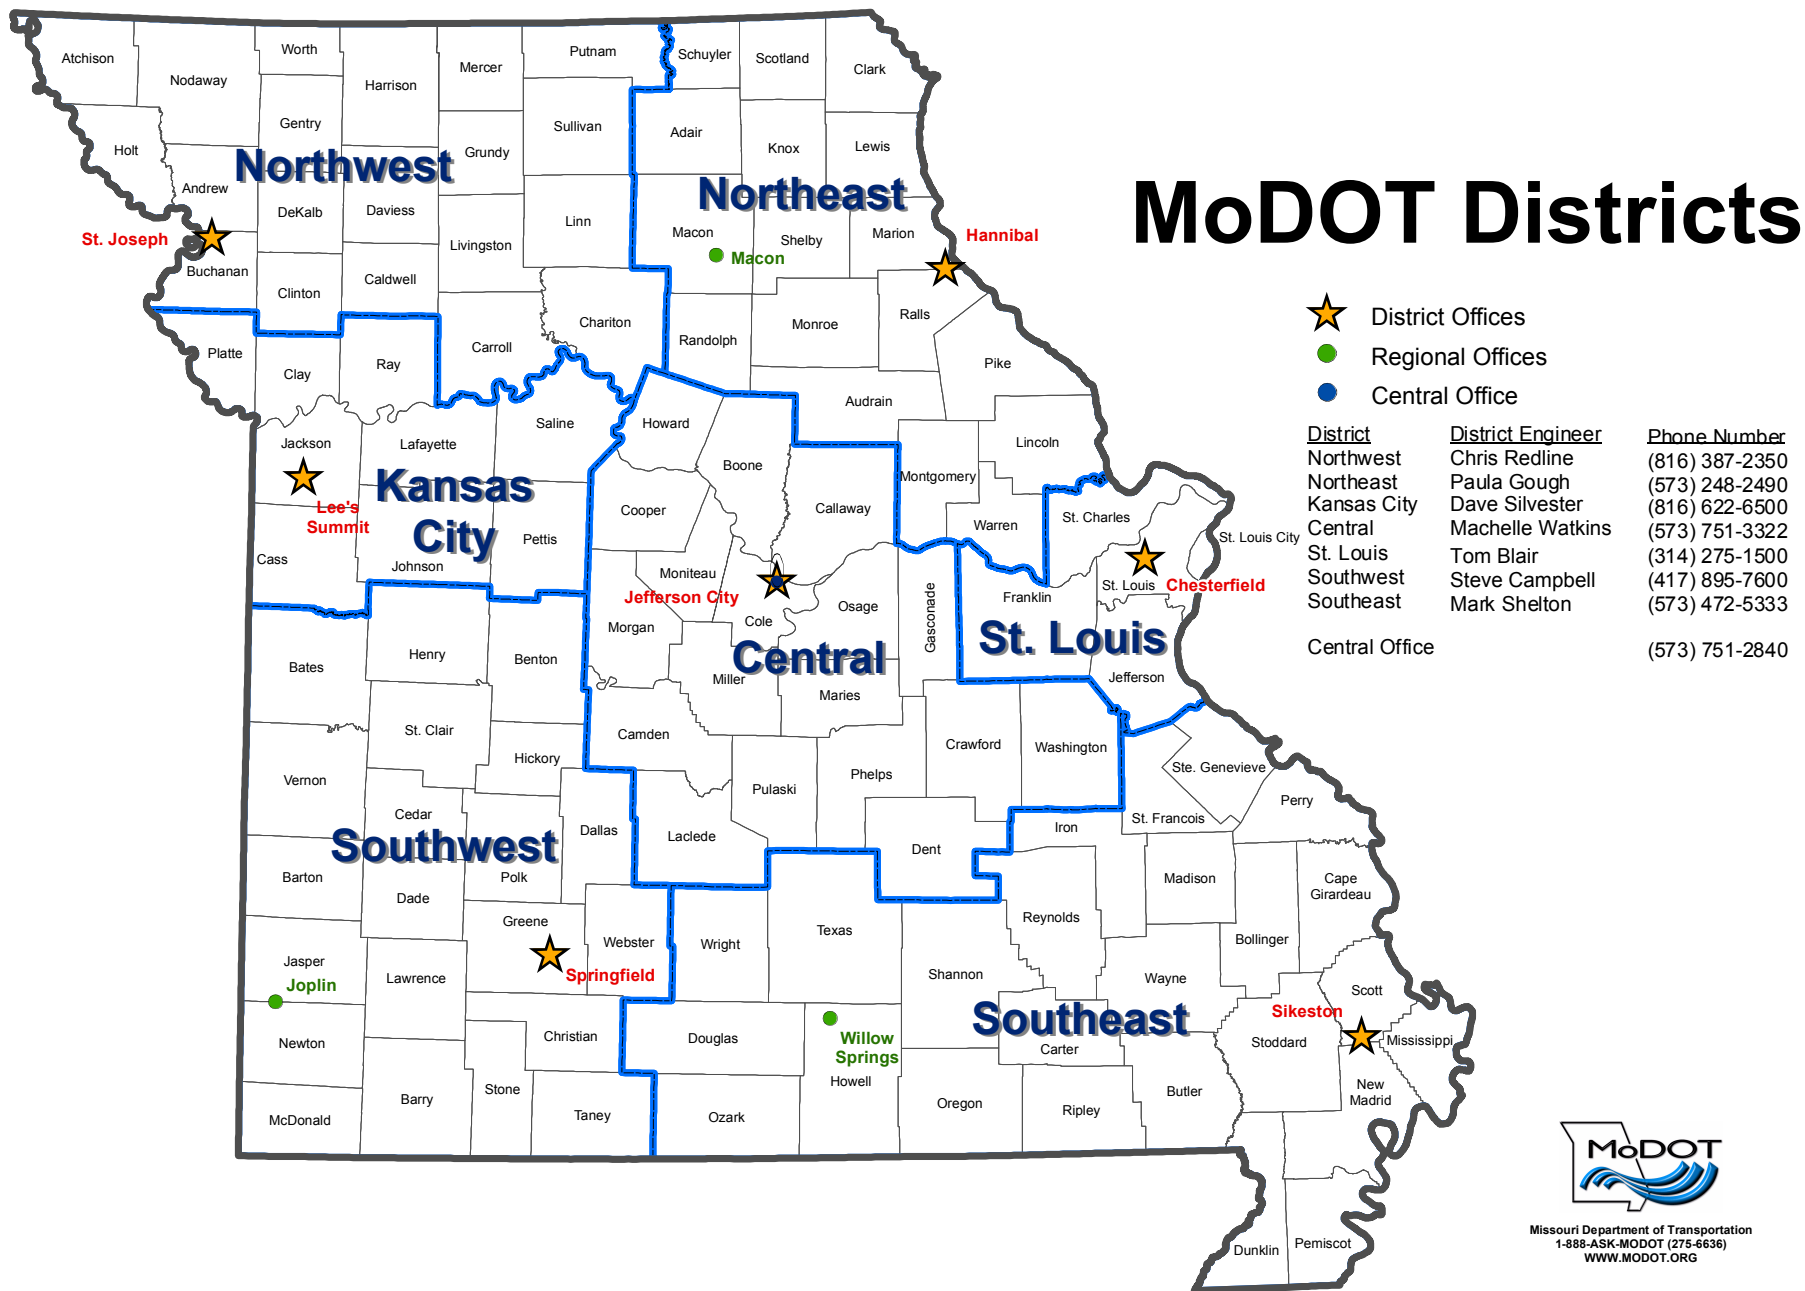 MoDOT Districts
District Offices
Regional Offices
Central Office
District District Engineer Phone Number
Northwest Chris Redline (816) 387-2350
Northeast Paula Gough (573) 248-2490
Kansas City Dave Silvester (816) 622-6500
Central Machelle Watkins (573) 751-3322
St. Louis Tom Blair (314) 275-1500
Southwest Steve Campbell (417) 895-7600
Southeast Mark Shelton (573) 472-5333
Central Office (573) 751-2840
Northwest
Atchison
Nodaway
Worth
Harrison
Mercer
Putnam
Holt
Gentry
Sullivan
Grundy
Andrew
DeKalb
Daviess
Linn
Livingston
St. Joseph
Buchanan
Clinton
Caldwell
Chariton
Carroll
Northeast
Schuyler
Scotland
Clark
Adair
Knox
Lewis
Macon
Macon
Shelby
Marion
Hannibal
Randolph
Monroe
Ralls
Pike
Audrain
Lincoln
Montgomery
Warren
Kansas
City
Platte
Clay
Ray
Jackson
Lafayette
Saline
Lee's
Summit
Cass
Johnson
Pettis
Central
Howard
Boone
Callaway
Cooper
Moniteau
Jefferson City
Cole
Osage
Gasconade
Morgan
Miller
Maries
Camden
Pulaski
Phelps
Crawford
Washington
Laclede
Dent
St. Louis
St. Charles
St. Louis City
St. Louis
Chesterfield
Franklin
Jefferson
Southwest
Bates
Henry
Benton
St. Clair
Hickory
Vernon
Cedar
Dallas
Polk
Barton
Dade
Greene
Webster
Springfield
Jasper
Joplin
Lawrence
Newton
Christian
Stone
Barry
Taney
McDonald
Southeast
Ste. Genevieve
Perry
St. Francois
Iron
Madison
Cape
Girardeau
Reynolds
Bollinger
Wright
Texas
Shannon
Wayne
Scott
Sikeston
Mississippi
Stoddard
New
Madrid
Douglas
Willow
Springs
Howell
Carter
Butler
Ozark
Oregon
Ripley
Dunklin
Pemiscot
MoDOT
Missouri Department of Transportation
1-888-ASK-MODOT (275-6636)
WWW.MODOT.ORG